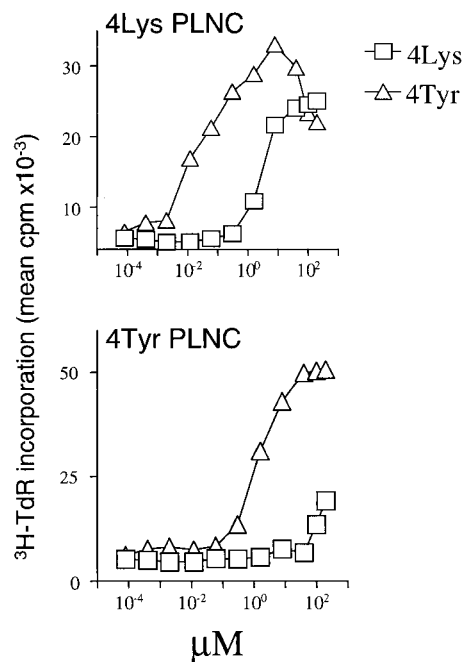 4Lys PLNC
4Lys
4Tyr
30
20
10
10⁻⁴ 10⁻² 10⁰ 10²
4Tyr PLNC
50
25
0
10⁻⁴ 10⁻² 10⁰ 10²
µM
³H-TdR incorporation (mean cpm x10⁻³)